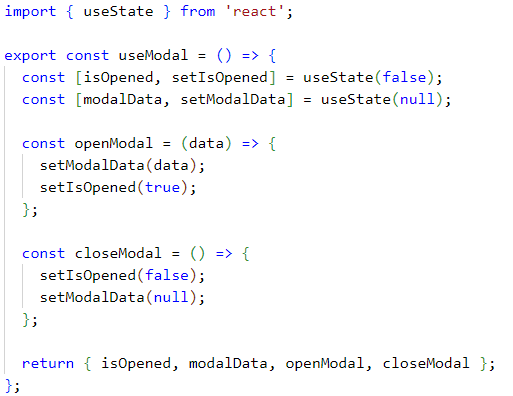 import { useState } from 'react';

export const useModal = () => {
  const [isOpened, setIsOpened] = useState(false);
  const [modalData, setModalData] = useState(null);

  const openModal = (data) => {
    setModalData(data);
    setIsOpened(true);
  };

  const closeModal = () => {
    setIsOpened(false);
    setModalData(null);
  };

  return { isOpened, modalData, openModal, closeModal };
};